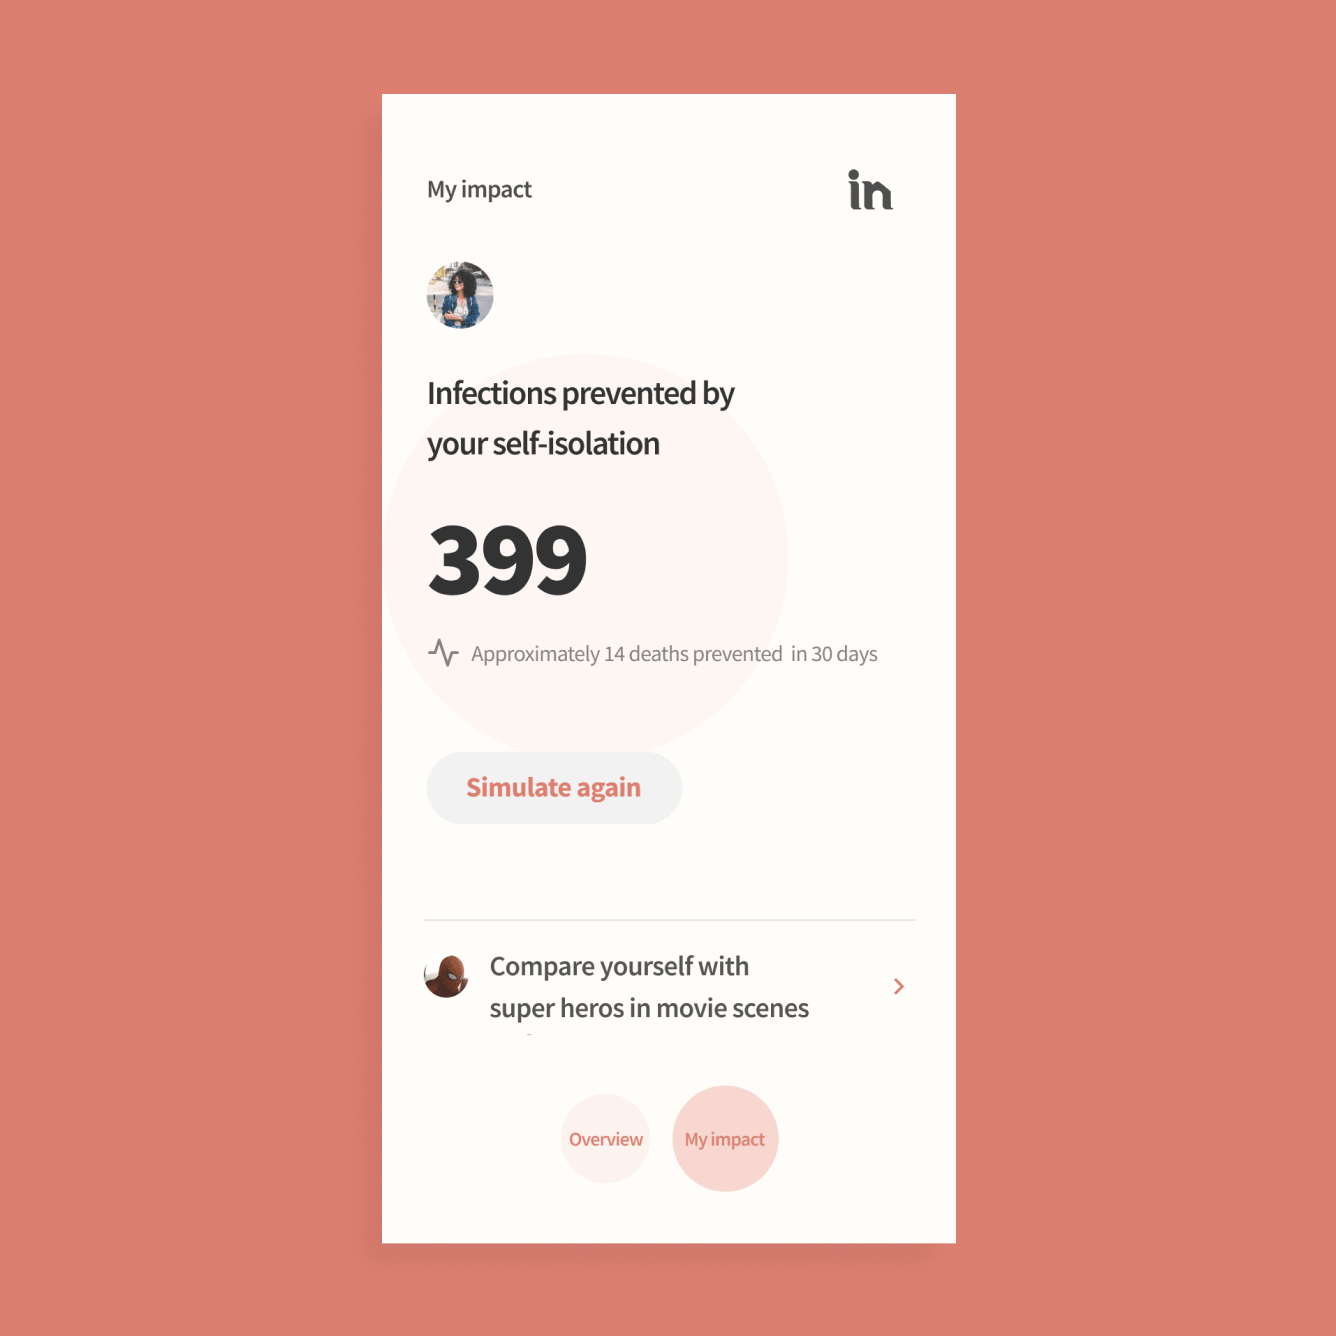 My impact
in
Infections prevented by
your self-isolation
399
Approximately 14 deaths prevented in 30 days
Simulate again
Compare yourself with
super heros in movie scenes
Overview
My impact